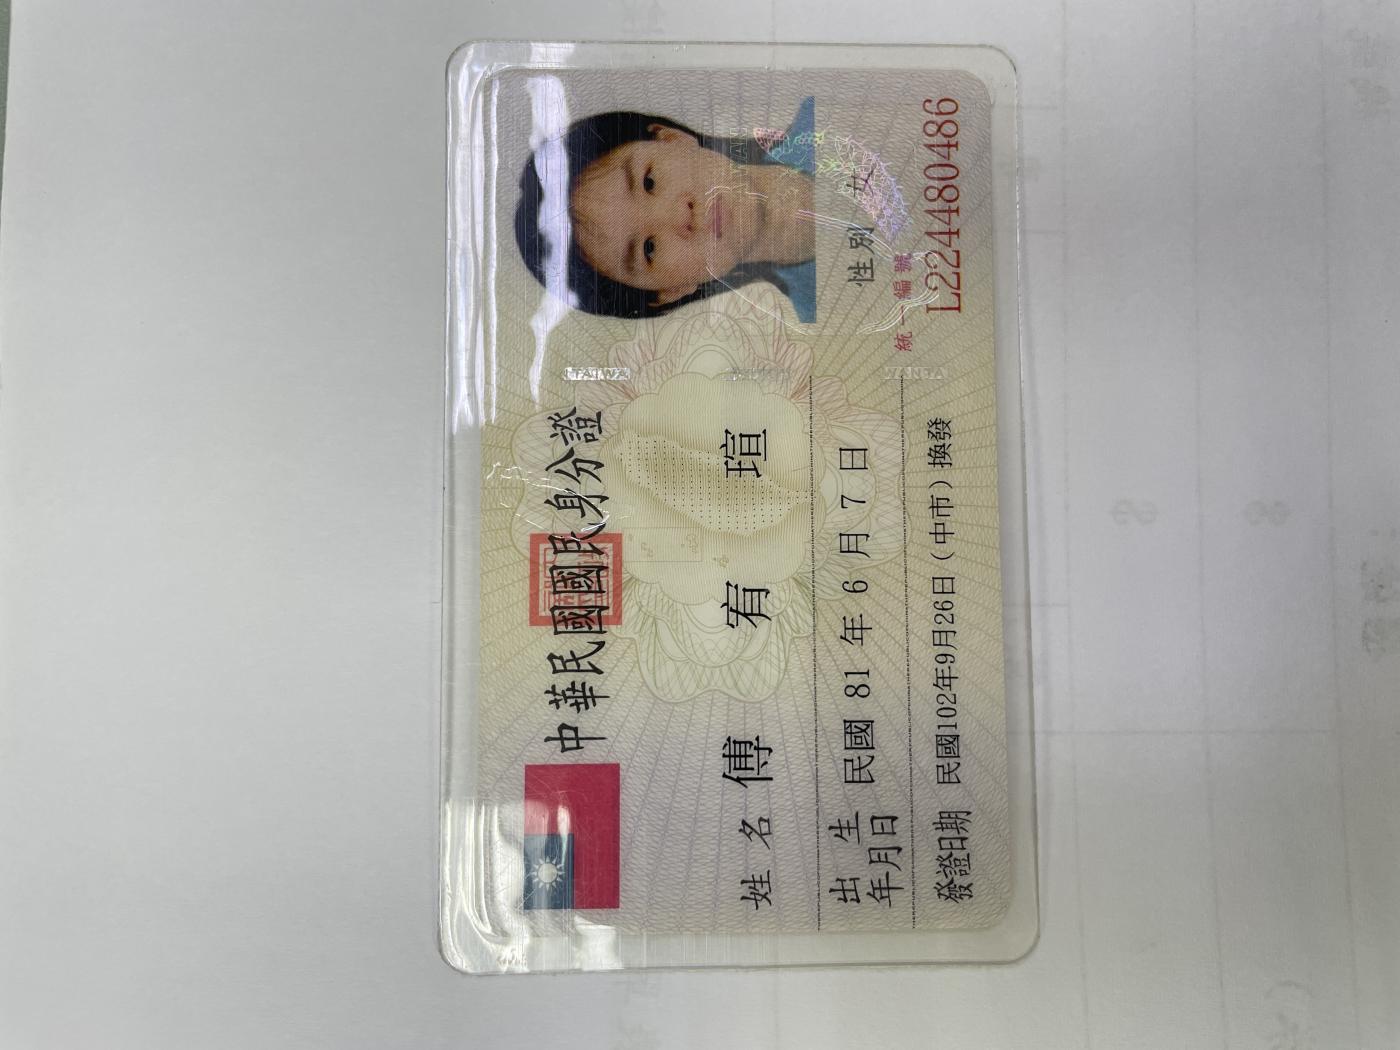 中華民國國民身分證
姓名 傅宥瑄
出生年月日 民國 81 年 6 月 7 日
性別 女
發證日期 民國102年9月26日（中市）換發
統一編號
L224480486